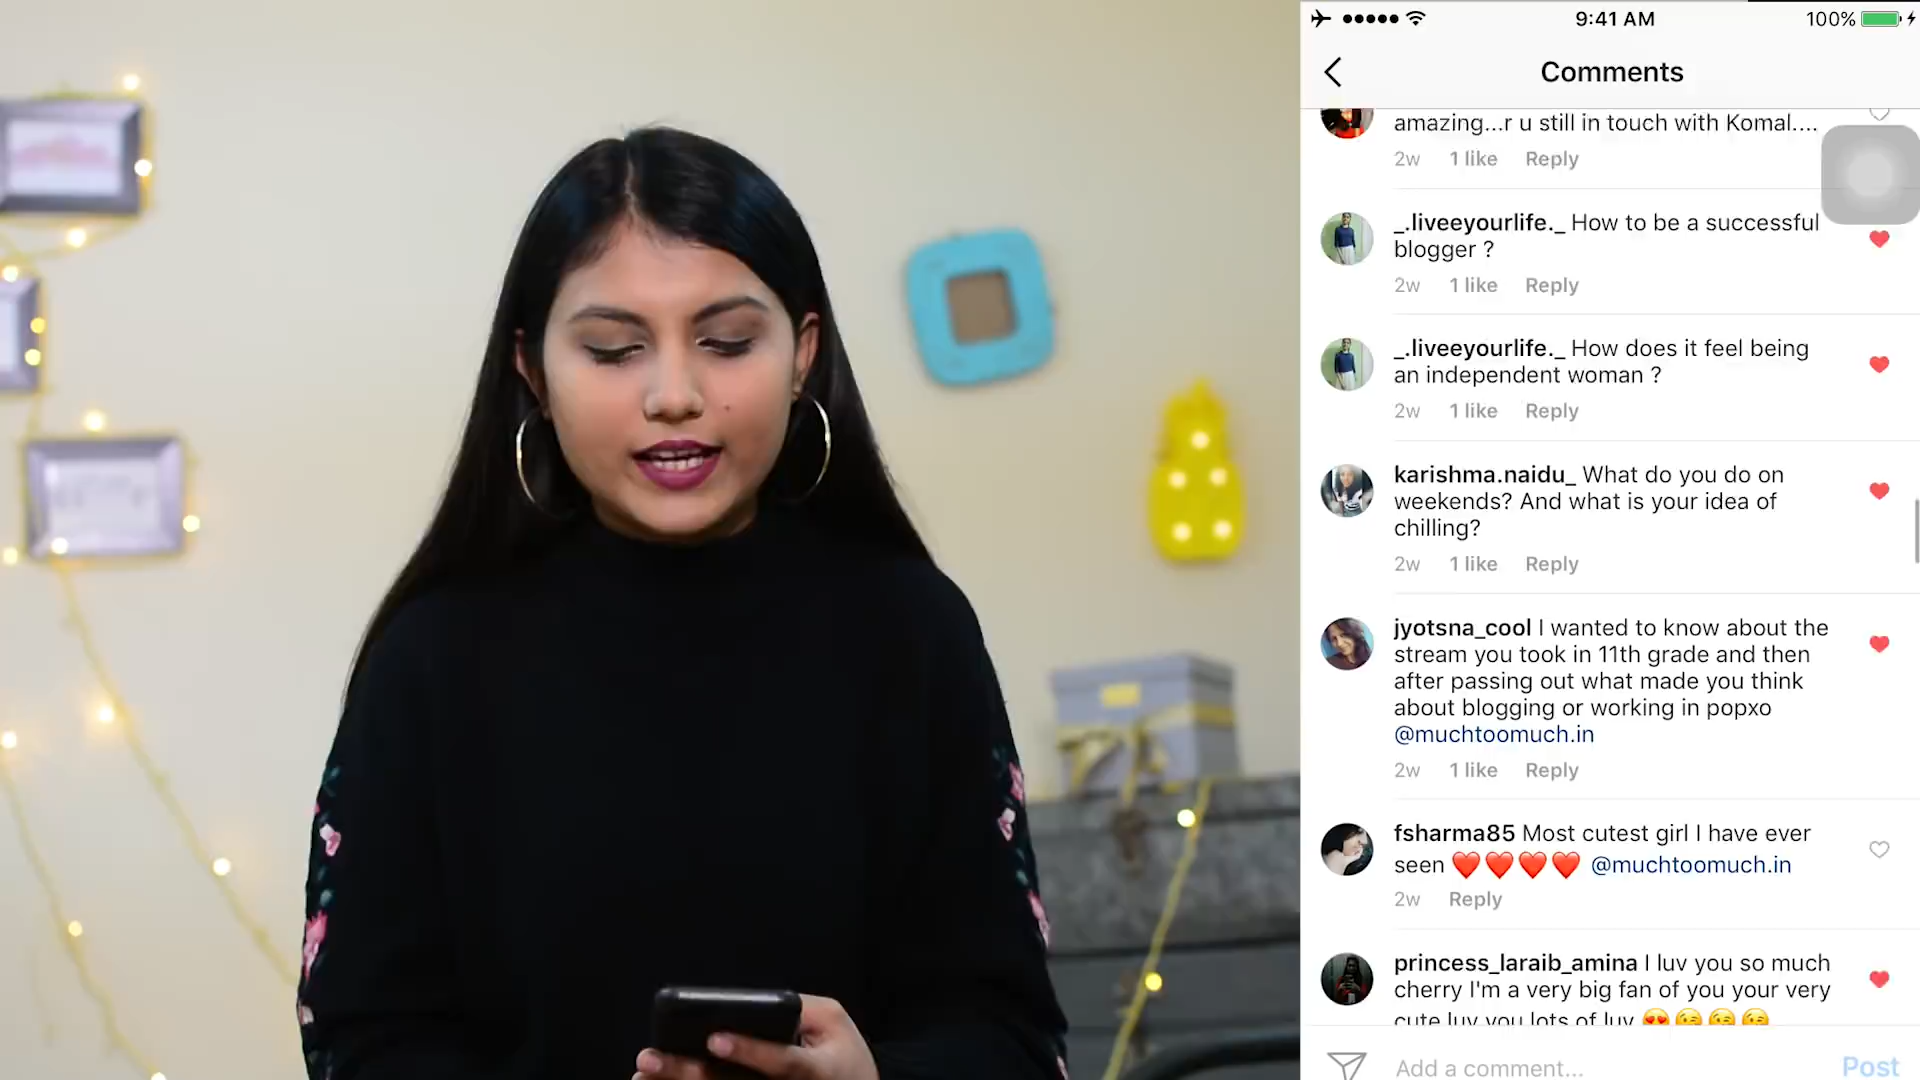 9:41 AM
100%
Comments
amazing...r u still in touch with Komal....
2w 1 like Reply
_.liveeyourlife._ How to be a successful
blogger ?
2w 1 like Reply
_.liveeyourlife._ How does it feel being
an independent woman ?
2w 1 like Reply
karishma.naidu_ What do you do on
weekends? And what is your idea of
chilling?
2w 1 like Reply
jyotsna_cool I wanted to know about the
stream you took in 11th grade and then
after passing out what made you think
about blogging or working in popxo
@muchtoomuch.in
2w 1 like Reply
fsharma85 Most cutest girl I have ever
seen ❤️❤️❤️❤️ @muchtoomuch.in
2w Reply
princess_laraib_amina I luv you so much
cherry I'm a very big fan of you your very
cute luv you lots of luv 😍😘😘😘
Add a comment...
Post